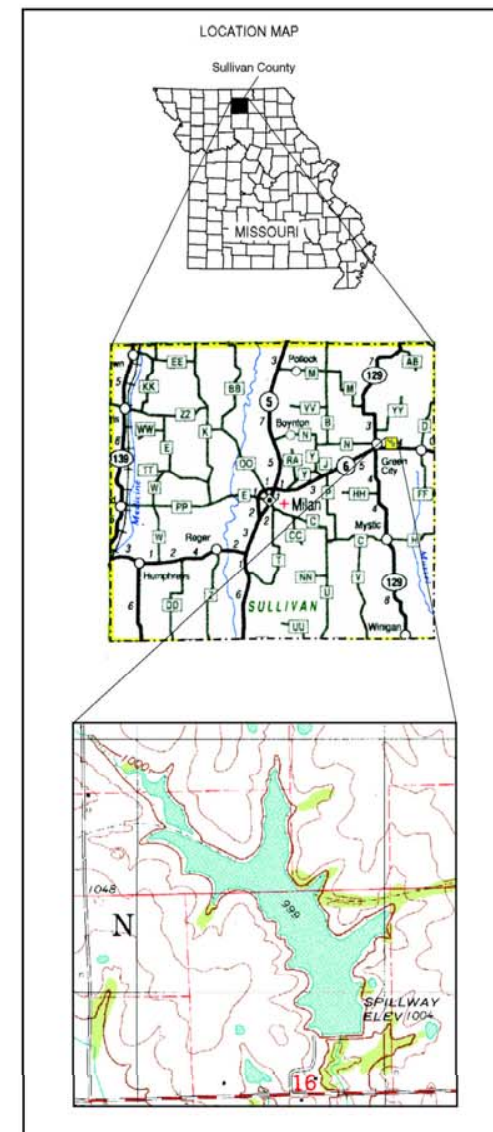 LOCATION MAP
Sullivan County
MISSOURI
EE
KK
ZZ
WW
E
K
TT
W
PP
W
139
Medicine
BB
5
Pollock
M
M
VV
B
Boynton
N
RA
Y
Y
J
N
6
OO
E
Milan
C
CC
T
NN
P
HH
C
V
U
UU
DD
Reger
Humphreys
SULLIVAN
129
AB
YY
D
Green
City
FF
Mystic
H
129
Winigan
1000
1048
N
999
SPILLWAY
ELEV 1004
16